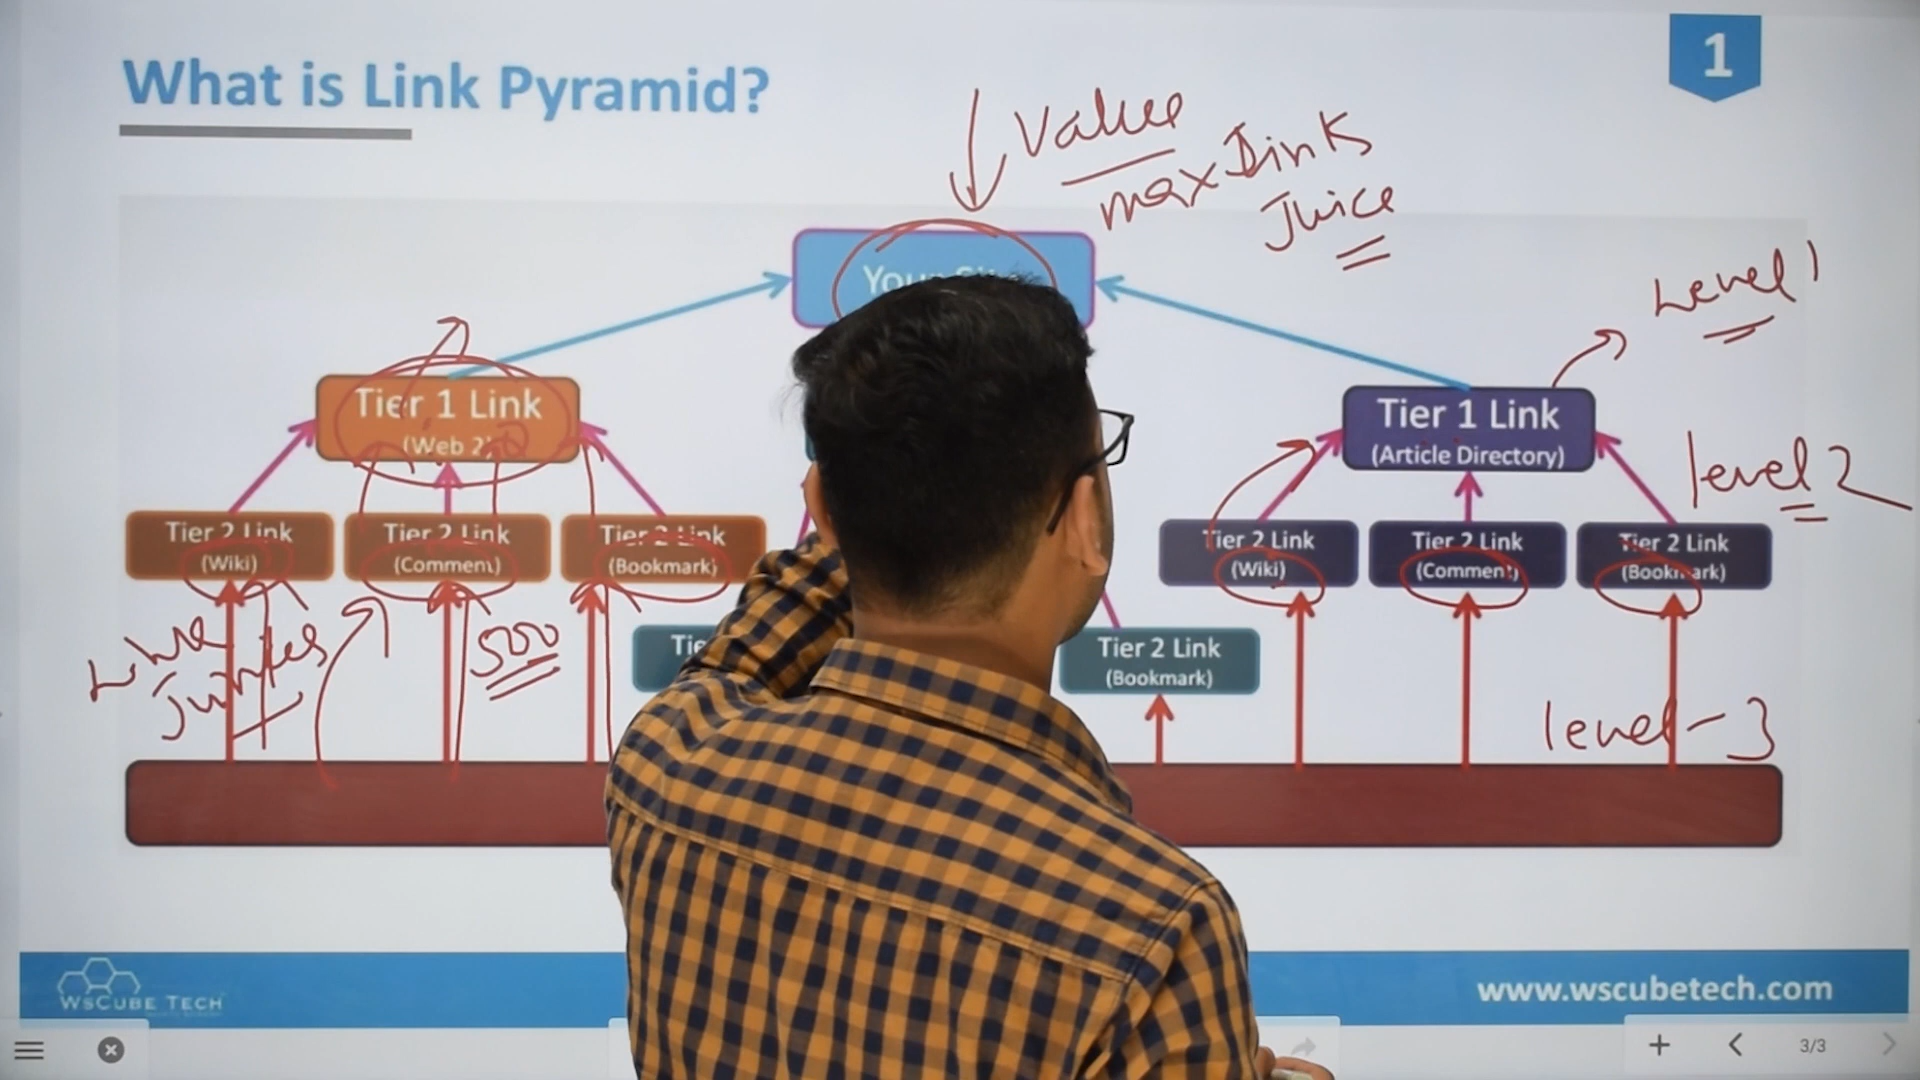 What is Link Pyramid?
1
Value
max Links
Juice
Level 1
Tier 1 Link
(Web 2
Tier 1 Link
(Article Directory)
level 2
Tier 2 Link
(Wiki)
Tier 2 Link
(Comment)
Tier 2 Link
(Bookmark)
Tier 2 Link
(Wiki)
Tier 2 Link
(Comment)
Tier 2 Link
(Bookmark)
500
Tier 2 Link
(Bookmark)
level-3
WsCube Tech
www.wscubetech.com
3/3